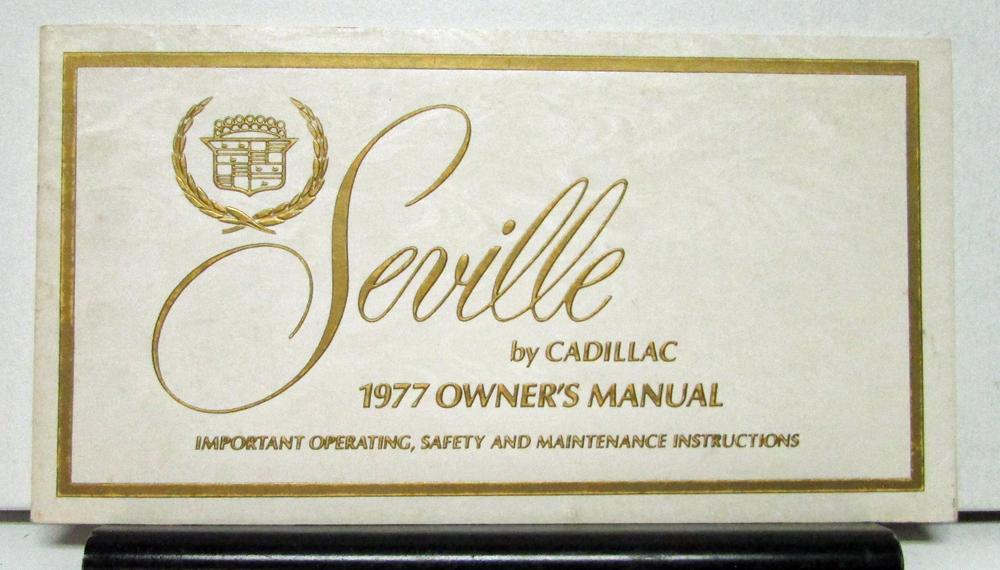 Seville
by CADILLAC
1977 OWNER'S MANUAL
IMPORTANT OPERATING, SAFETY AND MAINTENANCE INSTRUCTIONS